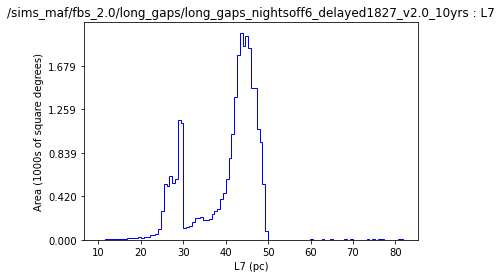 /sims_maf/fbs_2.0/long_gaps/long_gaps_nightsoff6_delayed1827_v2.0_10yrs : L7
Area (1000s of square degrees)
1.679
1.259
0.839
0.420
0.000
10 20 30 40 50 60 70 80
L7 (pc)